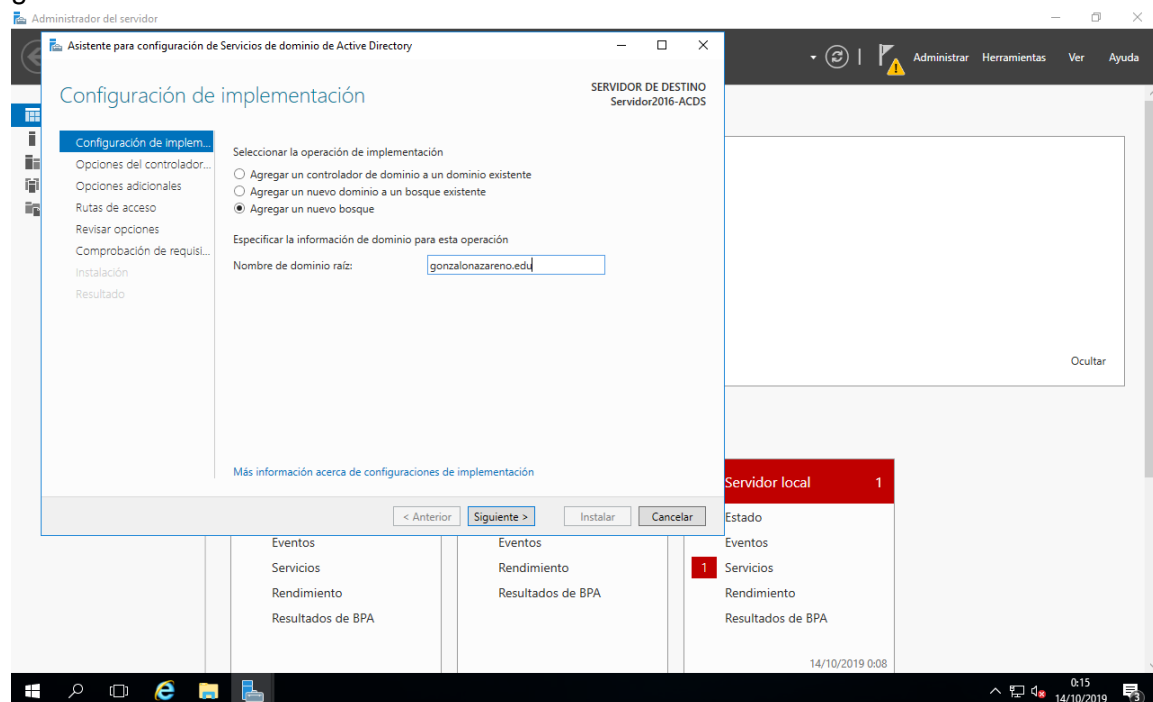 Administrador del servidor
Administrar Herramientas Ver Ayuda
Asistente para configuración de Servicios de dominio de Active Directory
Configuración de implementación
SERVIDOR DE DESTINO
Servidor2016-ACDS
Configuración de implem...
Opciones del controlador...
Opciones adicionales
Rutas de acceso
Revisar opciones
Comprobación de requisi...
Instalación
Resultado
Seleccionar la operación de implementación
Agregar un controlador de dominio a un dominio existente
Agregar un nuevo dominio a un bosque existente
Agregar un nuevo bosque
Especificar la información de dominio para esta operación
Nombre de dominio raíz: gonzalonazareno.edu
Más información acerca de configuraciones de implementación
< Anterior Siguiente > Instalar Cancelar
Ocultar
Eventos
Servicios
Rendimiento
Resultados de BPA
Eventos
Rendimiento
Resultados de BPA
Servidor local 1
Estado
Eventos
1 Servicios
Rendimiento
Resultados de BPA
14/10/2019 0:08
0:15
14/10/2019
3